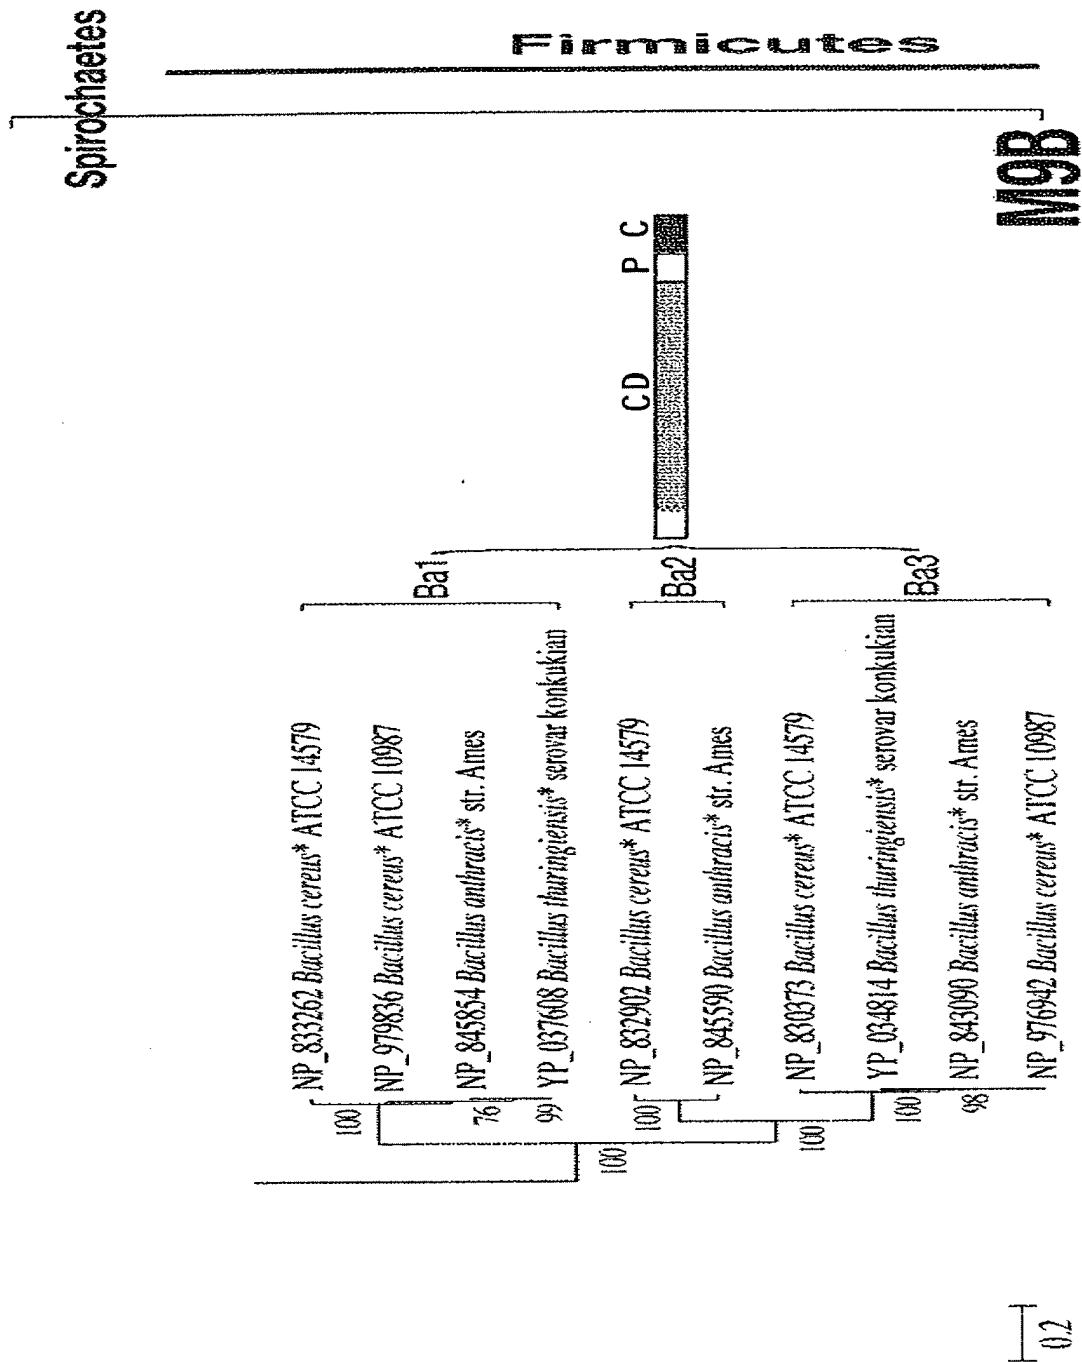 NP_833262 Bacillus cereus* ATCC 14579
NP_979836 Bacillus cereus* ATCC 10987
NP_845854 Bacillus anthracis* str. Ames
YP_037608 Bacillus thuringiensis* serovar konkukian
NP_832902 Bacillus cereus* ATCC 14579
NP_845590 Bacillus anthracis* str. Ames
NP_830373 Bacillus cereus* ATCC 14579
YP_034814 Bacillus thuringiensis* serovar konkukian
NP_843090 Bacillus anthracis* str. Ames
NP_976942 Bacillus cereus* ATCC 10987
100
76
99
100
100
100
100
98
Ba1
Ba2
Ba3
CD P C
Spirochaetes
Firmicutes
M9B
0.2